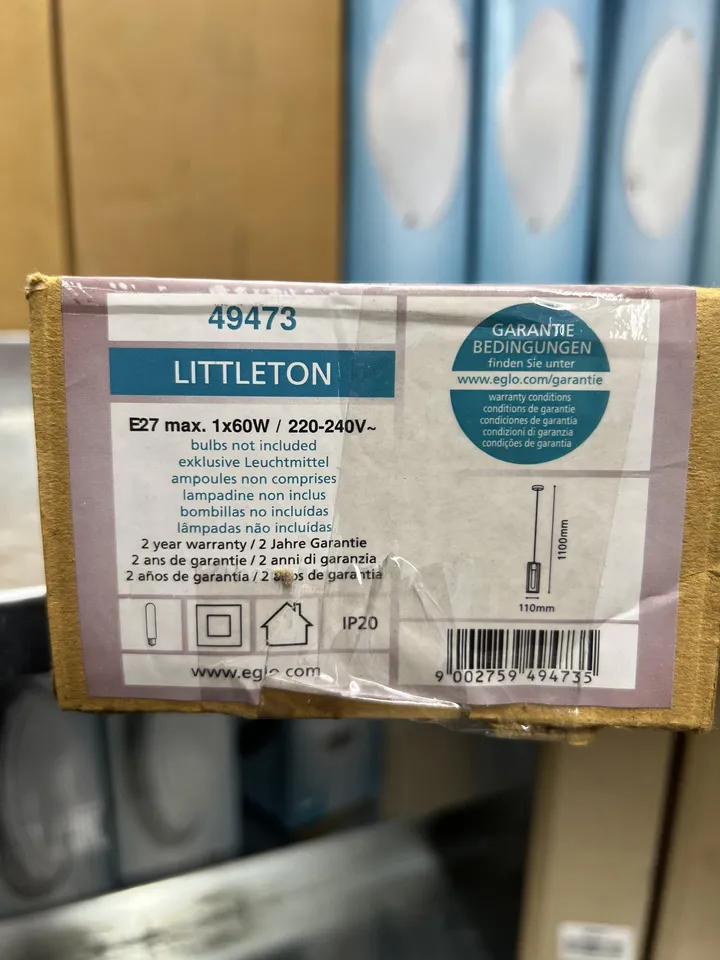 49473
LITTLETON
E27 max. 1x60W / 220-240V~
bulbs not included
exklusive Leuchtmittel
ampoules non comprises
lampadine non inclus
bombillas no incluídas
lâmpadas não incluídas
2 year warranty / 2 Jahre Garantie
2 ans de garantie / 2 anni di garanzia
2 años de garantía / 2 anos de garantia
IP20
www.eglo.com
GARANTIE
BEDINGUNGEN
finden Sie unter
www.eglo.com/garantie
warranty conditions
conditions de garantie
condiciones de garantía
condizioni di garanzia
condições de garantia
1100mm
110mm
9 002759 494735